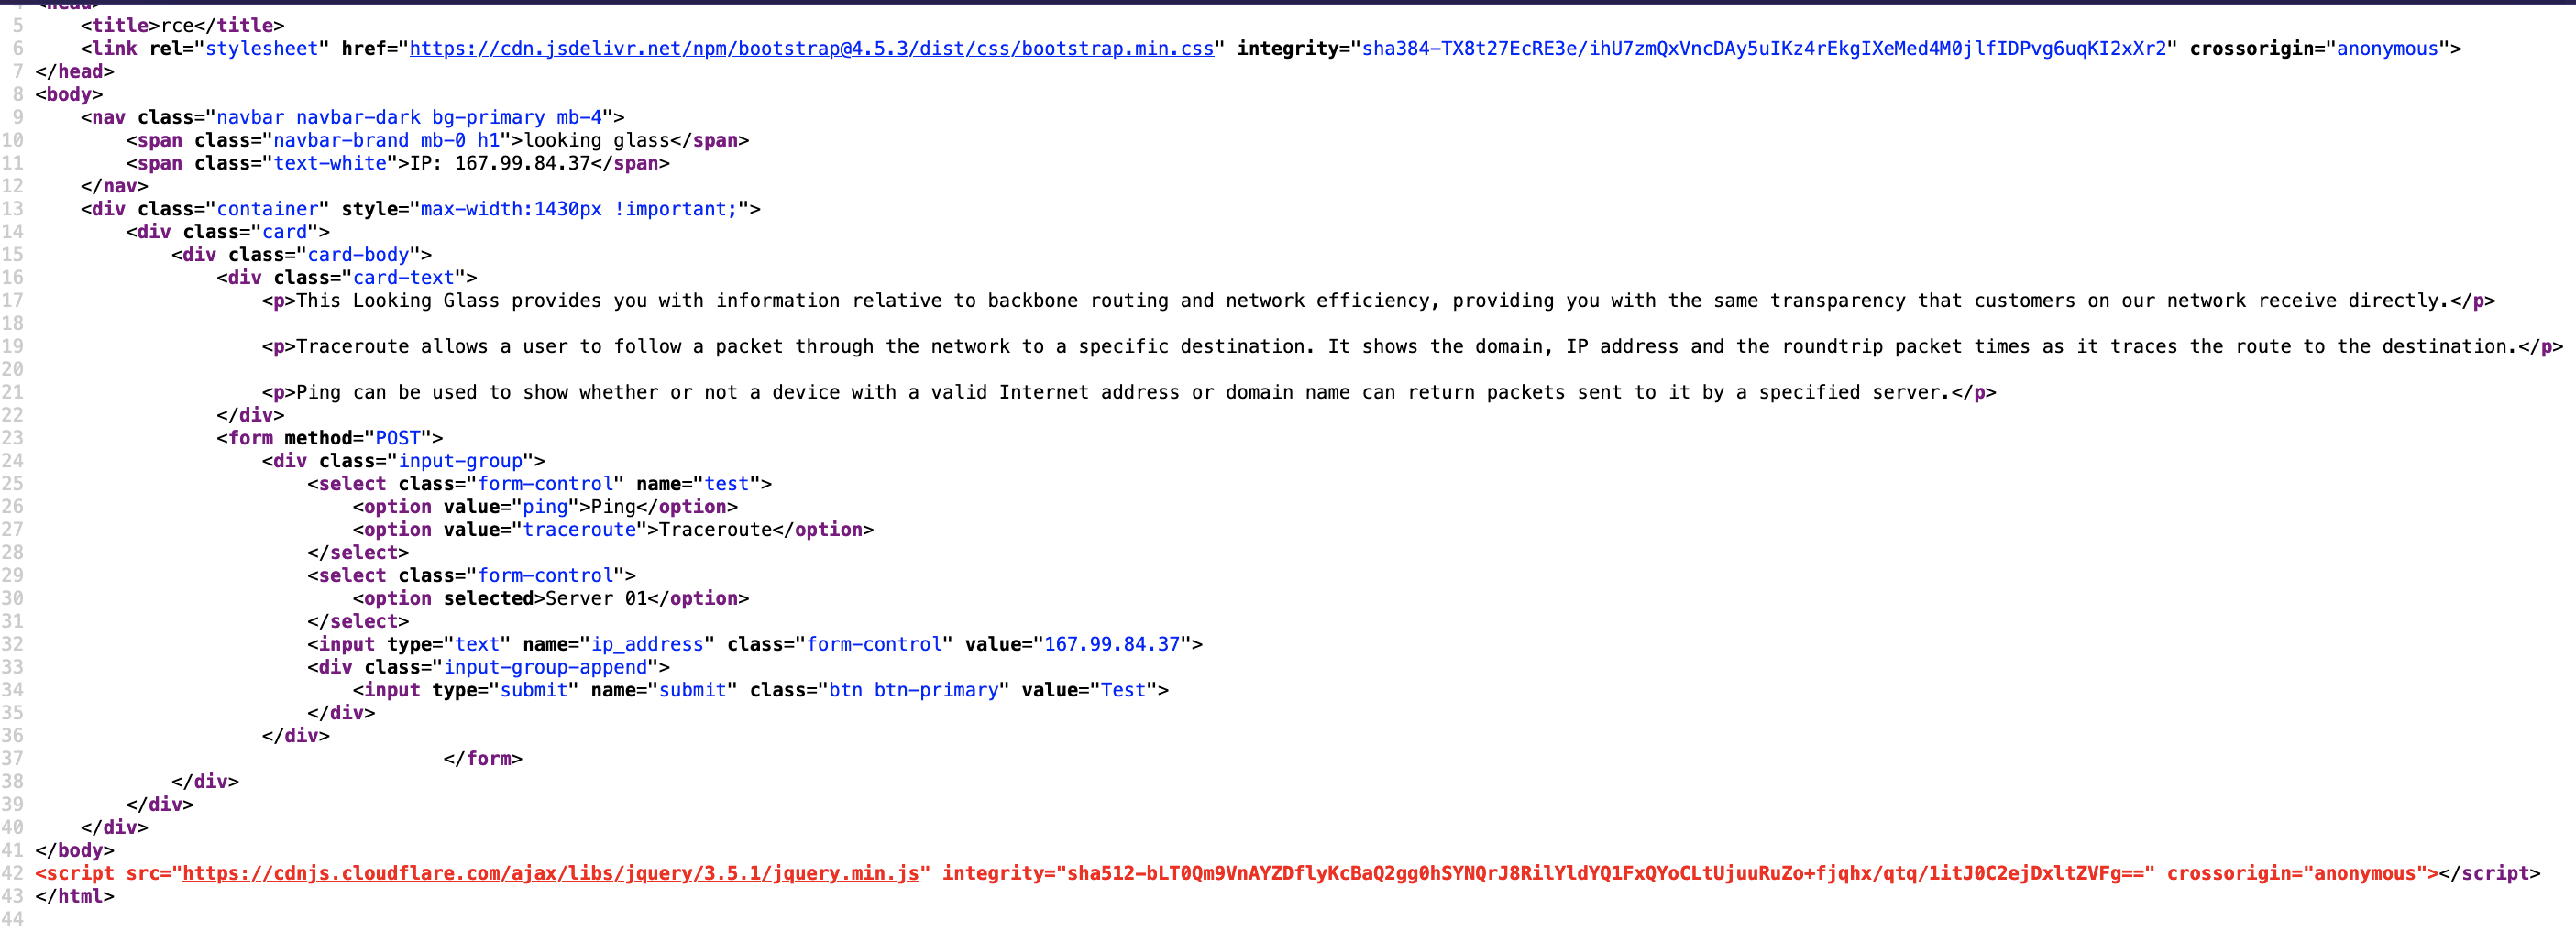 4 <head>
5     <title>rce</title>
6     <link rel="stylesheet" href="https://cdn.jsdelivr.net/npm/bootstrap@4.5.3/dist/css/bootstrap.min.css" integrity="sha384-TX8t27EcRE3e/ihU7zmQxVncDAy5uIKz4rEkgIXeMed4M0jlfIDPvg6uqKI2xXr2" crossorigin="anonymous">
7 </head>
8 <body>
9     <nav class="navbar navbar-dark bg-primary mb-4">
10         <span class="navbar-brand mb-0 h1">looking glass</span>
11         <span class="text-white">IP: 167.99.84.37</span>
12     </nav>
13     <div class="container" style="max-width:1430px !important;">
14         <div class="card">
15             <div class="card-body">
16                 <div class="card-text">
17                     <p>This Looking Glass provides you with information relative to backbone routing and network efficiency, providing you with the same transparency that customers on our network receive directly.</p>
18
19                     <p>Traceroute allows a user to follow a packet through the network to a specific destination. It shows the domain, IP address and the roundtrip packet times as it traces the route to the destination.</p>
20
21                     <p>Ping can be used to show whether or not a device with a valid Internet address or domain name can return packets sent to it by a specified server.</p>
22                 </div>
23                 <form method="POST">
24                     <div class="input-group">
25                         <select class="form-control" name="test">
26                             <option value="ping">Ping</option>
27                             <option value="traceroute">Traceroute</option>
28                         </select>
29                         <select class="form-control">
30                             <option selected>Server 01</option>
31                         </select>
32                         <input type="text" name="ip_address" class="form-control" value="167.99.84.37">
33                         <div class="input-group-append">
34                             <input type="submit" name="submit" class="btn btn-primary" value="Test">
35                         </div>
36                     </div>
37                                     </form>
38             </div>
39         </div>
40     </div>
41 </body>
42 <script src="https://cdnjs.cloudflare.com/ajax/libs/jquery/3.5.1/jquery.min.js" integrity="sha512-bLT0Qm9VnAYZDflyKcBaQ2gg0hSYNQrJ8RilYldYQ1FxQYoCLtUjuuRuZo+fjqhx/qtq/1itJ0C2ejDxltZVFg==" crossorigin="anonymous"></script>
43 </html>
44